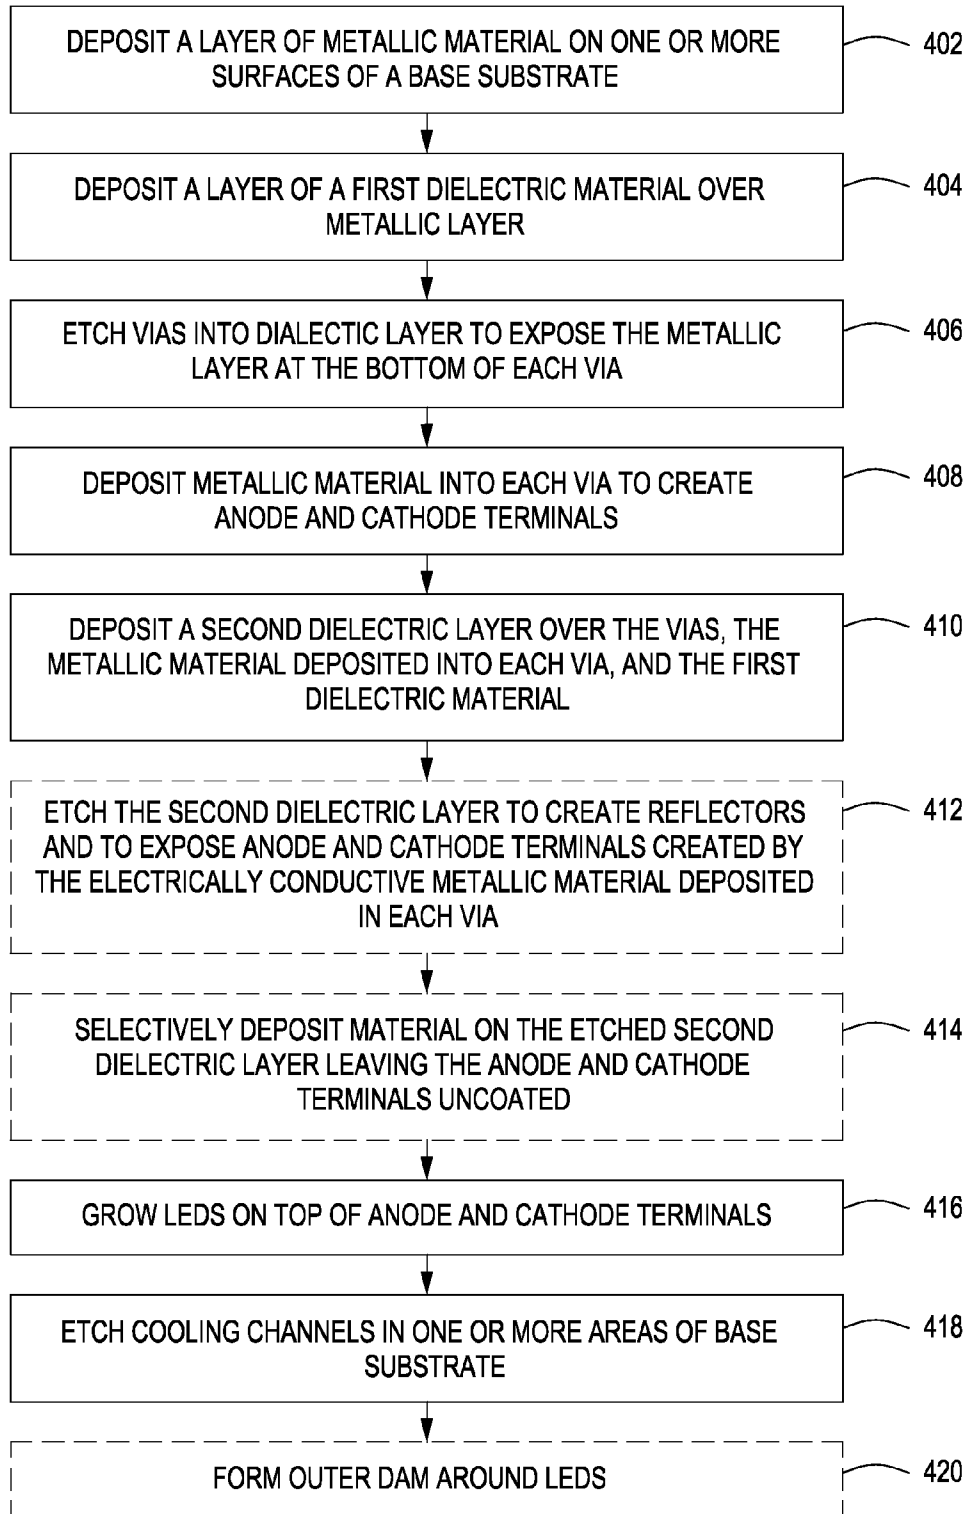 DEPOSIT A LAYER OF METALLIC MATERIAL ON ONE OR MORE
SURFACES OF A BASE SUBSTRATE
402
DEPOSIT A LAYER OF A FIRST DIELECTRIC MATERIAL OVER
METALLIC LAYER
404
ETCH VIAS INTO DIALECTIC LAYER TO EXPOSE THE METALLIC
LAYER AT THE BOTTOM OF EACH VIA
406
DEPOSIT METALLIC MATERIAL INTO EACH VIA TO CREATE
ANODE AND CATHODE TERMINALS
408
DEPOSIT A SECOND DIELECTRIC LAYER OVER THE VIAS, THE
METALLIC MATERIAL DEPOSITED INTO EACH VIA, AND THE FIRST
DIELECTRIC MATERIAL
410
ETCH THE SECOND DIELECTRIC LAYER TO CREATE REFLECTORS
AND TO EXPOSE ANODE AND CATHODE TERMINALS CREATED BY
THE ELECTRICALLY CONDUCTIVE METALLIC MATERIAL DEPOSITED
IN EACH VIA
412
SELECTIVELY DEPOSIT MATERIAL ON THE ETCHED SECOND
DIELECTRIC LAYER LEAVING THE ANODE AND CATHODE
TERMINALS UNCOATED
414
GROW LEDS ON TOP OF ANODE AND CATHODE TERMINALS
416
ETCH COOLING CHANNELS IN ONE OR MORE AREAS OF BASE
SUBSTRATE
418
FORM OUTER DAM AROUND LEDS
420